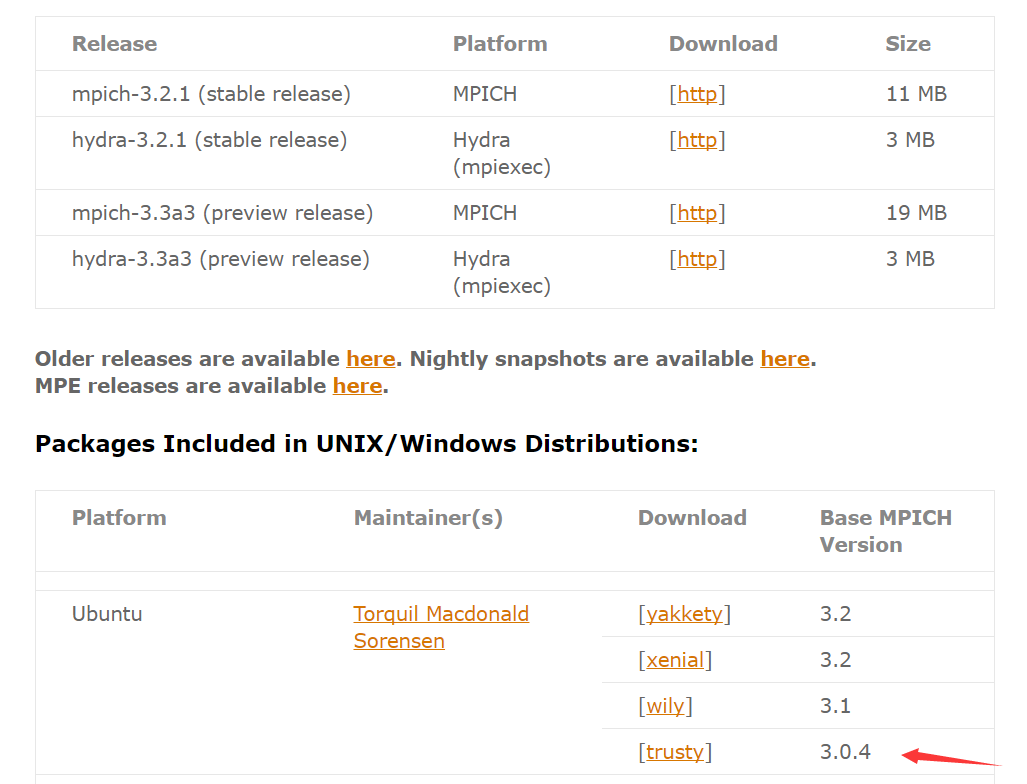 Release Platform Download Size
mpich-3.2.1 (stable release) MPICH [http] 11 MB
hydra-3.2.1 (stable release) Hydra [http] 3 MB
(mpiexec)
mpich-3.3a3 (preview release) MPICH [http] 19 MB
hydra-3.3a3 (preview release) Hydra [http] 3 MB
(mpiexec)
Older releases are available here. Nightly snapshots are available here.
MPE releases are available here.
Packages Included in UNIX/Windows Distributions:
Platform Maintainer(s) Download Base MPICH
Version
Ubuntu Torquil Macdonald [yakkety] 3.2
Sorensen
[xenial] 3.2
[wily] 3.1
[trusty] 3.0.4